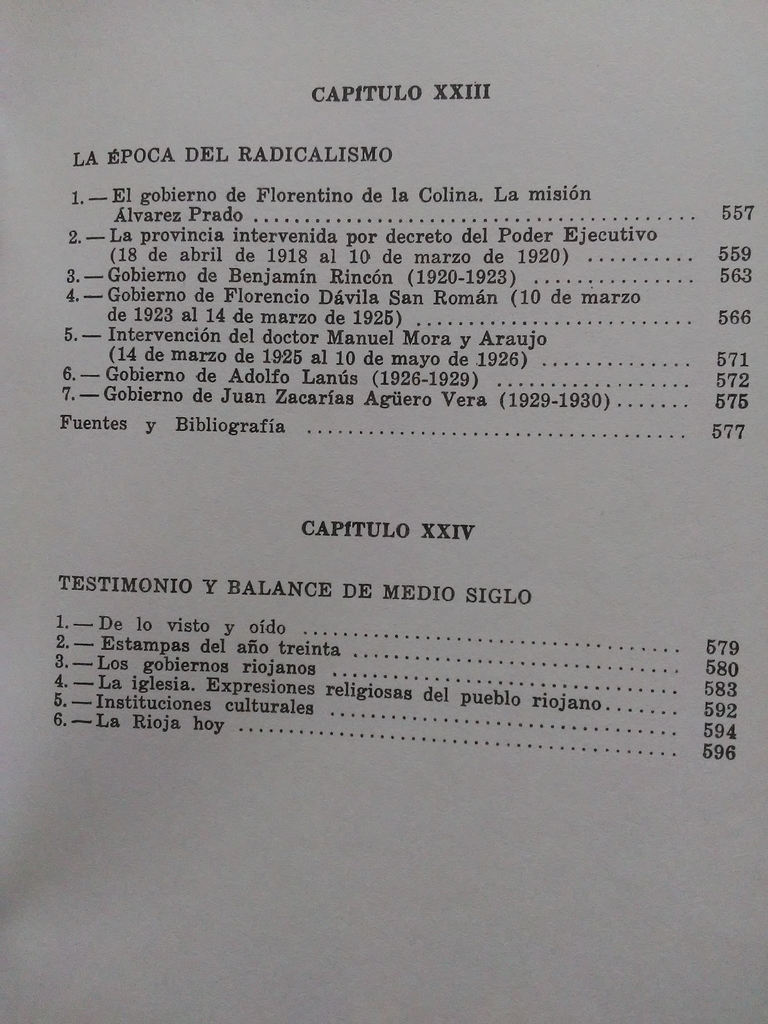 CAPÍTULO XXIII
LA ÉPOCA DEL RADICALISMO
1.—El gobierno de Florentino de la Colina. La misión
Álvarez Prado ........................................ 557
2.—La provincia intervenida por decreto del Poder Ejecutivo
(18 de abril de 1918 al 10 de marzo de 1920) .......... 559
3.—Gobierno de Benjamín Rincón (1920-1923) ............... 563
4.—Gobierno de Florencio Dávila San Román (10 de marzo
de 1923 al 14 de marzo de 1925) ......................... 566
5.—Intervención del doctor Manuel Mora y Araujo
(14 de marzo de 1925 al 10 de mayo de 1926) .............. 571
6.—Gobierno de Adolfo Lanús (1926-1929) .................. 572
7.—Gobierno de Juan Zacarías Agüero Vera (1929-1930) ....... 575
Fuentes y Bibliografía ................................... 577
CAPÍTULO XXIV
TESTIMONIO Y BALANCE DE MEDIO SIGLO
1.—De lo visto y oído ................................... 579
2.—Estampas del año treinta .............................. 580
3.—Los gobiernos riojanos ................................ 583
4.—La iglesia. Expresiones religiosas del pueblo riojano ....... 592
5.—Instituciones culturales ................................ 594
6.—La Rioja hoy ........................................ 596